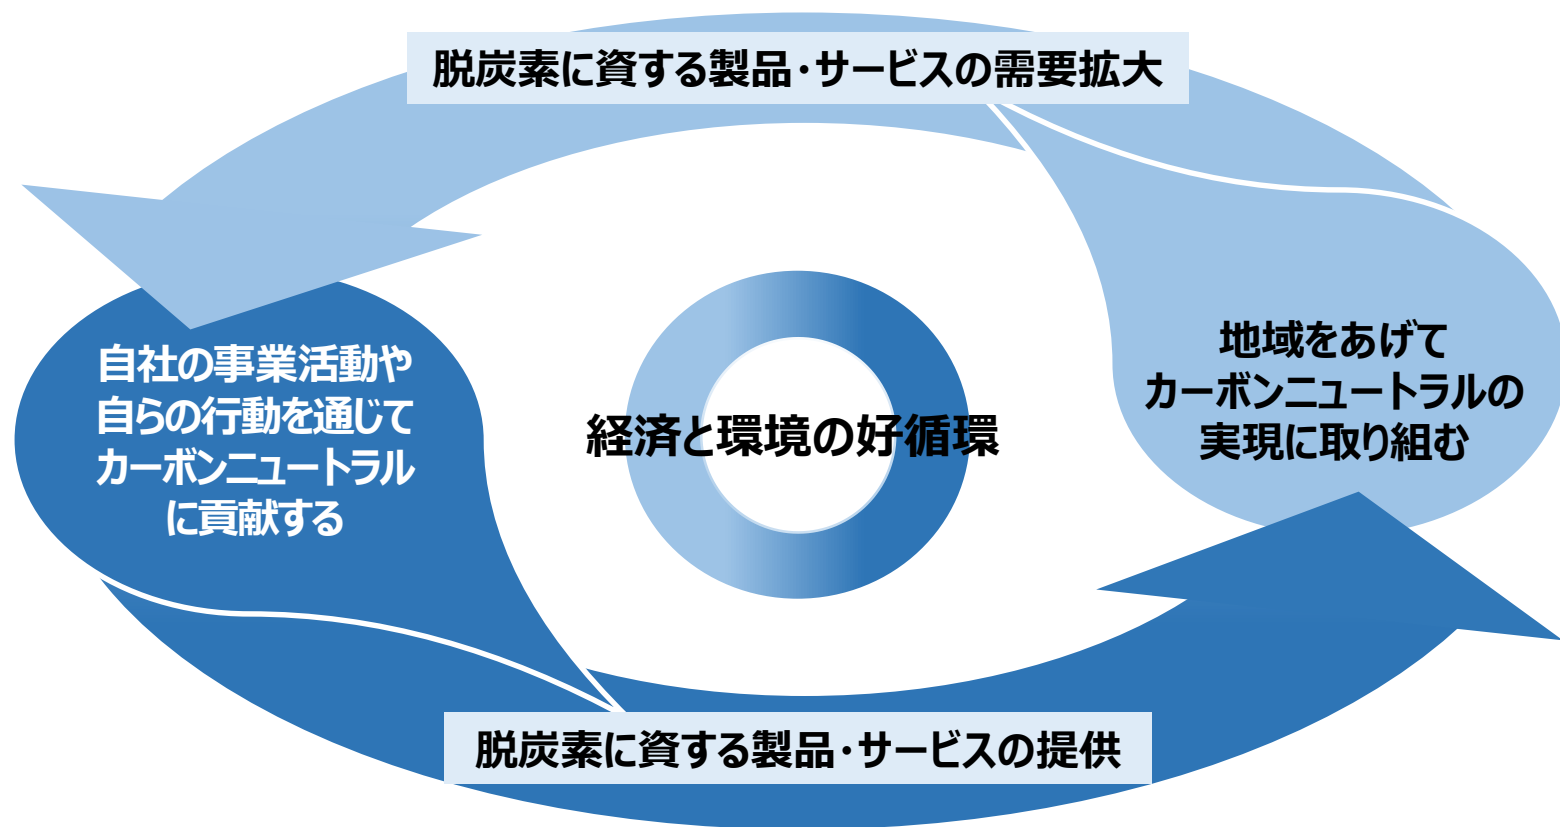 脱炭素に資する製品・サービスの需要拡大
自社の事業活動や
自らの行動を通じて
カーボンニュートラル
に貢献する
経済と環境の好循環
地域をあげて
カーボンニュートラルの
実現に取り組む
脱炭素に資する製品・サービスの提供